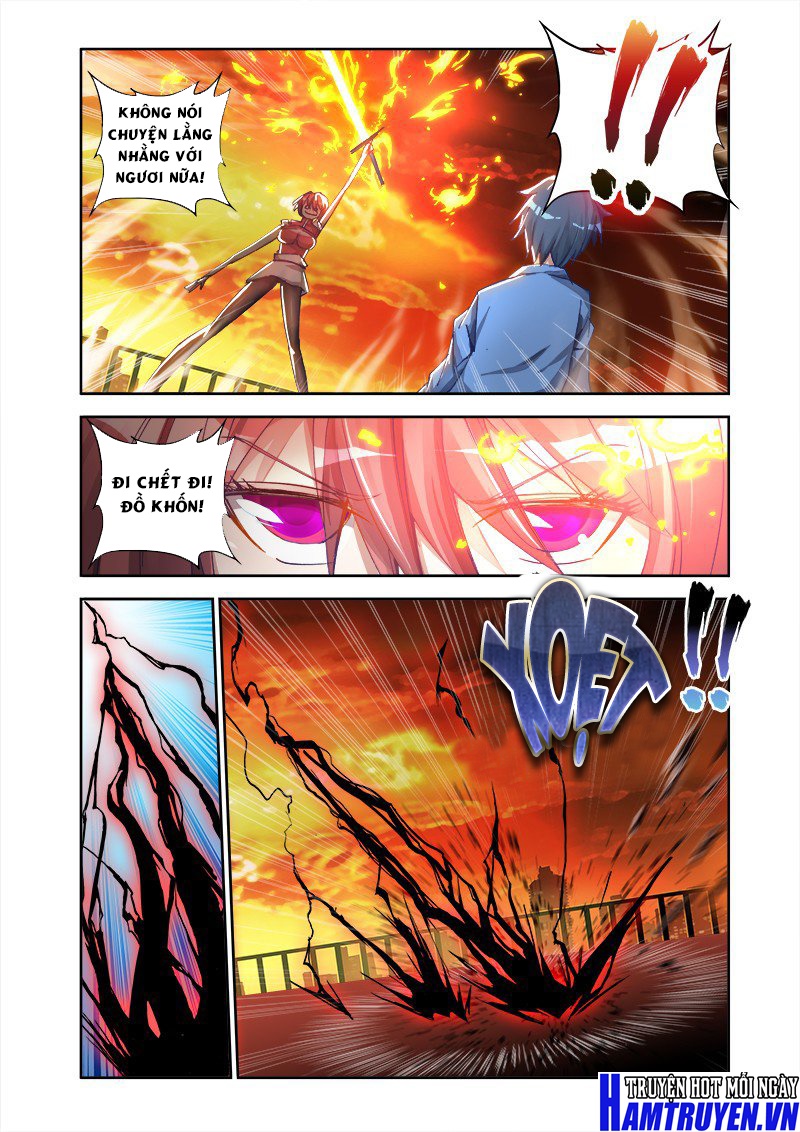 KHÔNG NÓI
CHUYỆN LẰNG
NHẰNG VỚI
NGƯƠI NỮA!
!!
ĐI CHẾT ĐI!
ĐỒ KHỐN!
XOẸT!!
TRUYỆN HOT MỖI NGÀY
HAMTRUYEN.VN